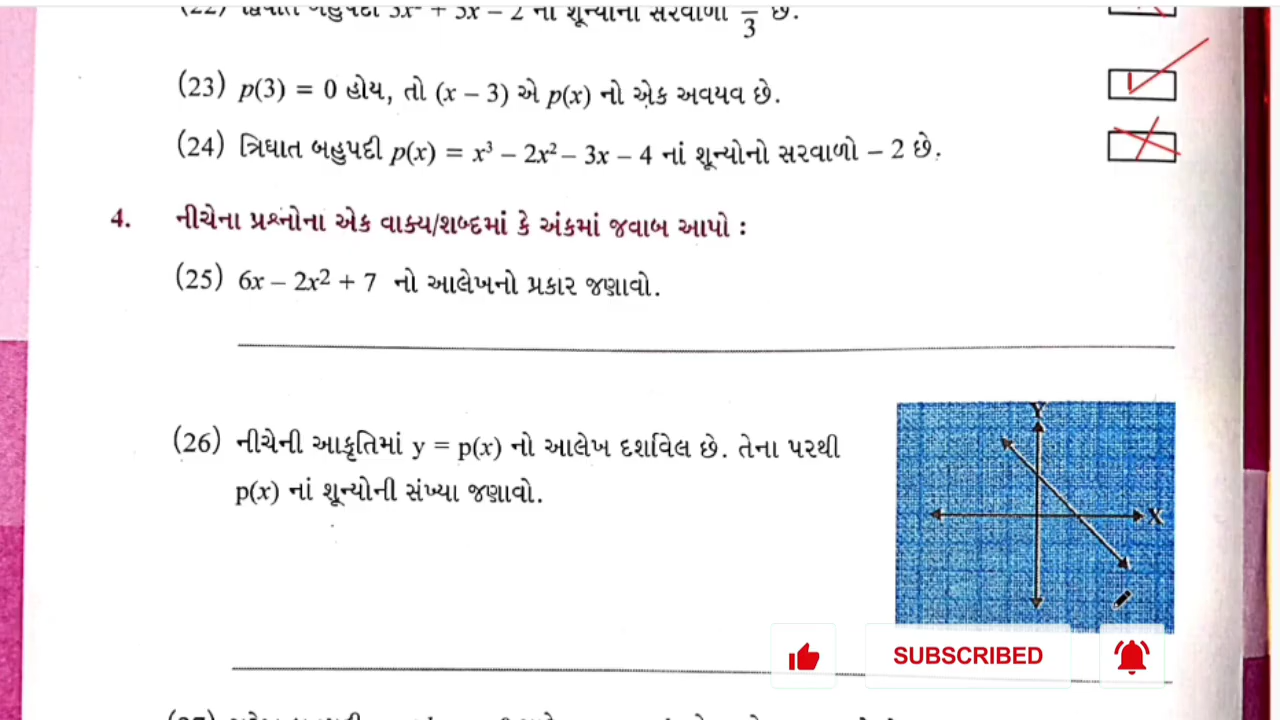 (23) p(3) = 0 હોય, તો (x – 3) એ p(x) નો એક અવયવ છે.
(24) ત્રિઘાત બહુપદી p(x) = x³ – 2x² – 3x – 4 નાં શૂન્યોનો સરવાળો – 2 છે.
4. નીચેના પ્રશ્નોના એક વાક્ય/શબ્દમાં કે અંકમાં જવાબ આપો :
(25) 6x – 2x² + 7 નો આલેખનો પ્રકાર જણાવો.
(26) નીચેની આકૃતિમાં y = p(x) નો આલેખ દર્શાવેલ છે. તેના પરથી
p(x) નાં શૂન્યોની સંખ્યા જણાવો.
Y
X
SUBSCRIBED